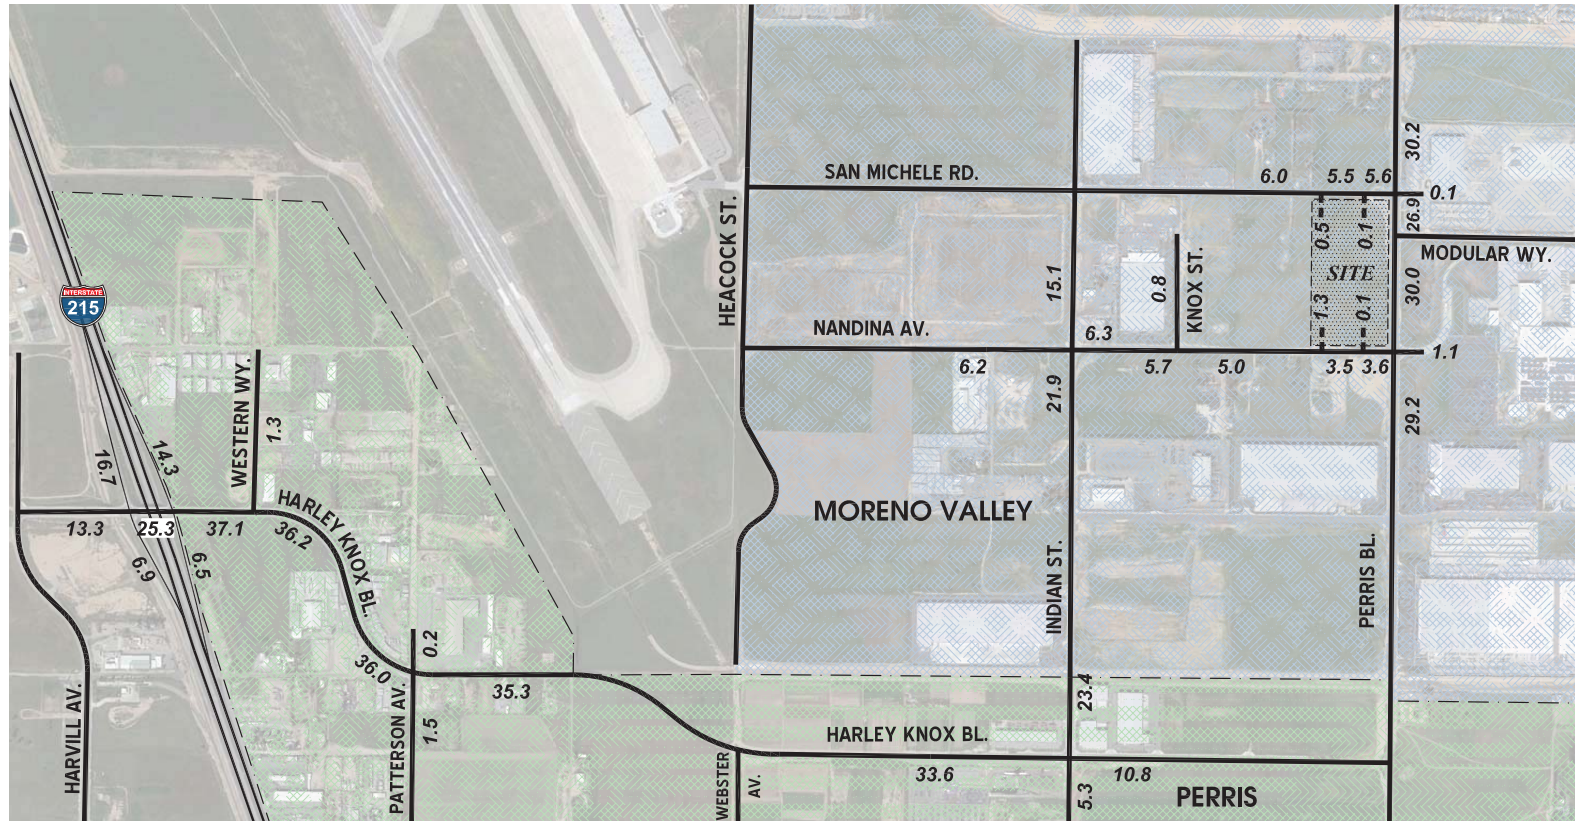 SAN MICHELE RD.
6.0
5.5
5.6
30.2
0.1
26.9
MODULAR WY.
30.0
0.5
0.1
SITE
1.3
0.1
HEACOCK ST.
15.1
0.8
KNOX ST.
INTERSTATE
215
NANDINA AV.
6.3
6.2
5.7
5.0
3.5
3.6
1.1
21.9
29.2
WESTERN WY.
1.3
14.3
16.7
HARLEY KNOX BL.
13.3
25.3
37.1
36.2
6.9
6.5
MORENO VALLEY
INDIAN ST.
PERRIS BL.
0.2
36.0
35.3
HARVILL AV.
PATTERSON AV.
1.5
23.4
HARLEY KNOX BL.
WEBSTER
AV.
33.6
10.8
5.3
PERRIS